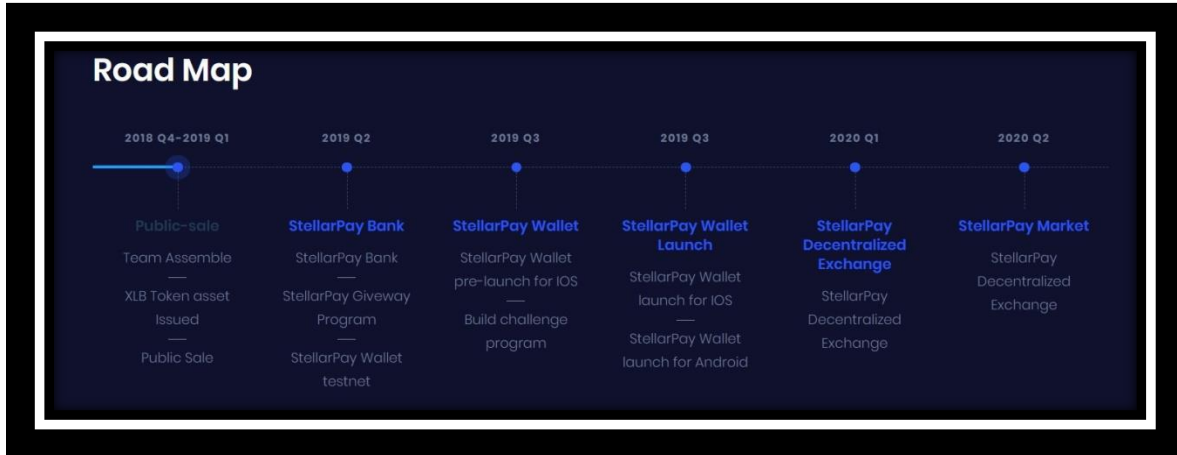 Road Map
2018 Q4-2019 Q1
2019 Q2
2019 Q3
2019 Q3
2020 Q1
2020 Q2
Public-sale
Team Assemble
XLB Token asset
Issued
Public Sale
StellarPay Bank
StellarPay Bank
StellarPay Giveway
Program
StellarPay Wallet
testnet
StellarPay Wallet
StellarPay Wallet
pre-launch for IOS
Build challenge
program
StellarPay Wallet
Launch
StellarPay Wallet
launch for IOS
StellarPay Wallet
launch for Android
StellarPay
Decentralized
Exchange
StellarPay
Decentralized
Exchange
StellarPay Market
StellarPay
Decentralized
Exchange